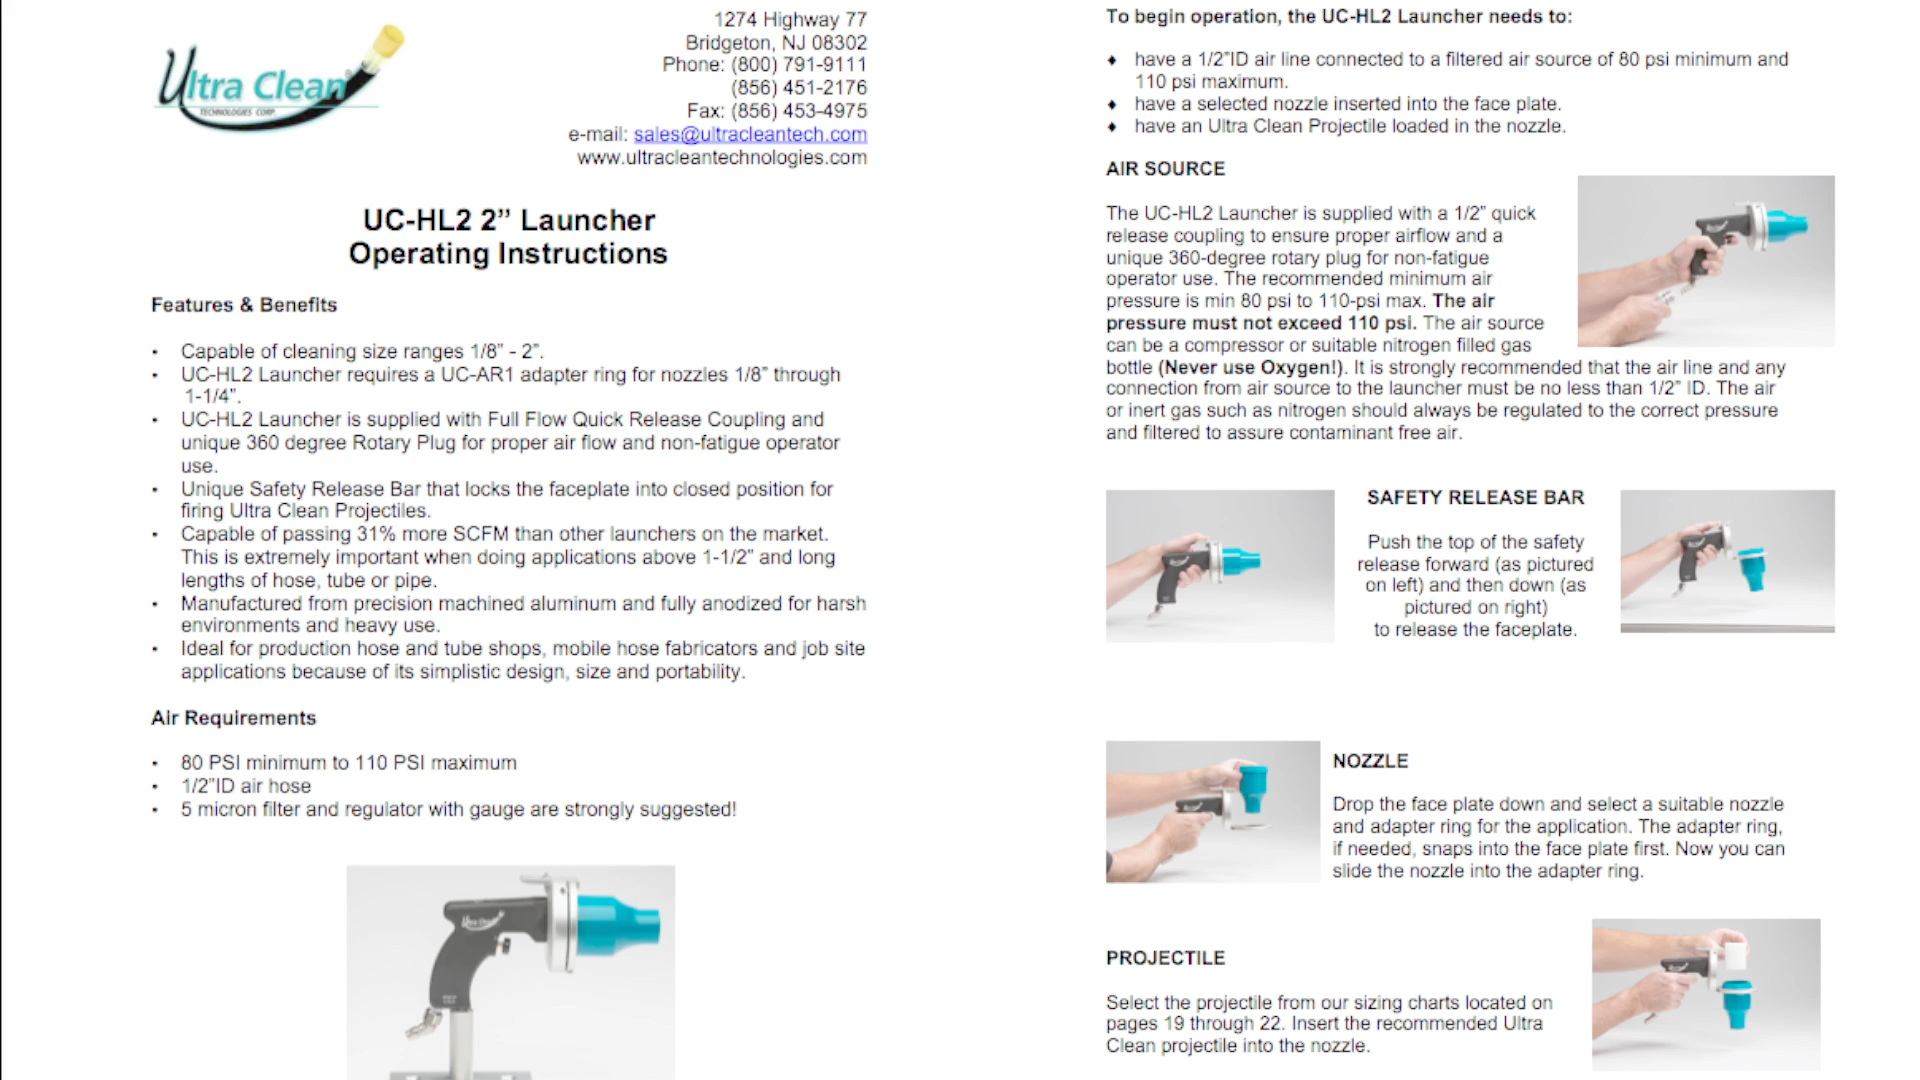 Ultra Clean®
TECHNOLOGIES CORP.
1274 Highway 77
Bridgeton, NJ 08302
Phone: (800) 791-9111
(856) 451-2176
Fax: (856) 453-4975
e-mail: sales@ultracleantech.com
www.ultracleantechnologies.com
UC-HL2 2” Launcher
Operating Instructions
Features & Benefits
• Capable of cleaning size ranges 1/8” - 2”.
• UC-HL2 Launcher requires a UC-AR1 adapter ring for nozzles 1/8” through
1-1/4”.
• UC-HL2 Launcher is supplied with Full Flow Quick Release Coupling and
unique 360 degree Rotary Plug for proper air flow and non-fatigue operator
use.
• Unique Safety Release Bar that locks the faceplate into closed position for
firing Ultra Clean Projectiles.
• Capable of passing 31% more SCFM than other launchers on the market.
This is extremely important when doing applications above 1-1/2” and long
lengths of hose, tube or pipe.
• Manufactured from precision machined aluminum and fully anodized for harsh
environments and heavy use.
• Ideal for production hose and tube shops, mobile hose fabricators and job site
applications because of its simplistic design, size and portability.
Air Requirements
• 80 PSI minimum to 110 PSI maximum
• 1/2”ID air hose
• 5 micron filter and regulator with gauge are strongly suggested!
Ultra Clean
To begin operation, the UC-HL2 Launcher needs to:
♦ have a 1/2”ID air line connected to a filtered air source of 80 psi minimum and
110 psi maximum.
♦ have a selected nozzle inserted into the face plate.
♦ have an Ultra Clean Projectile loaded in the nozzle.
AIR SOURCE
The UC-HL2 Launcher is supplied with a 1/2” quick
release coupling to ensure proper airflow and a
unique 360-degree rotary plug for non-fatigue
operator use. The recommended minimum air
pressure is min 80 psi to 110-psi max. The air
pressure must not exceed 110 psi. The air source
can be a compressor or suitable nitrogen filled gas
bottle (Never use Oxygen!). It is strongly recommended that the air line and any
connection from air source to the launcher must be no less than 1/2” ID. The air
or inert gas such as nitrogen should always be regulated to the correct pressure
and filtered to assure contaminant free air.
SAFETY RELEASE BAR
Push the top of the safety
release forward (as pictured
on left) and then down (as
pictured on right)
to release the faceplate.
NOZZLE
Drop the face plate down and select a suitable nozzle
and adapter ring for the application. The adapter ring,
if needed, snaps into the face plate first. Now you can
slide the nozzle into the adapter ring.
PROJECTILE
Select the projectile from our sizing charts located on
pages 19 through 22. Insert the recommended Ultra
Clean projectile into the nozzle.